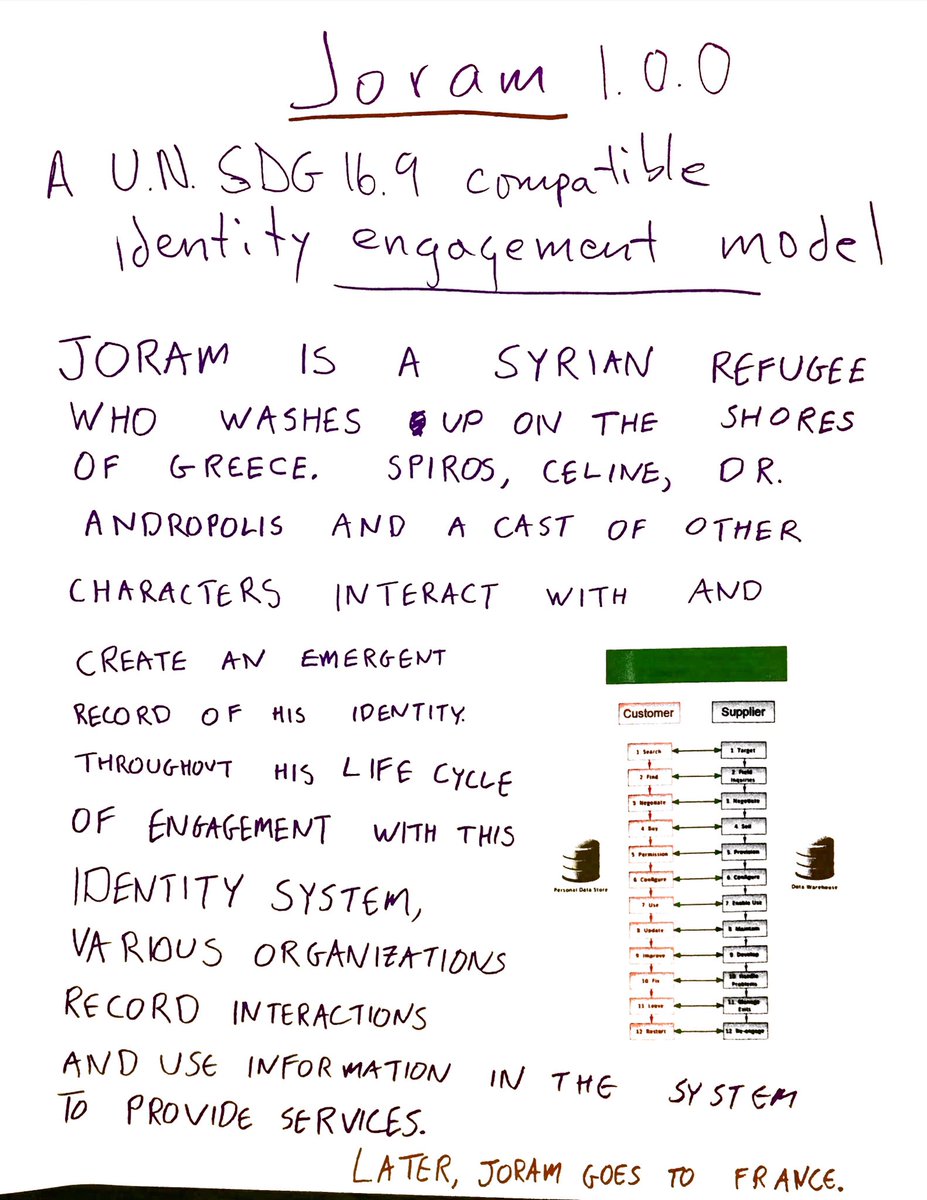 Joram 1.0.0
A U.N. SDG 16.9 compatible
identity engagement model
JORAM IS A SYRIAN REFUGEE
WHO WASHES UP ON THE SHORES
OF GREECE. SPIROS, CELINE, DR.
ANDROPOLIS AND A CAST OF OTHER
CHARACTERS INTERACT WITH AND
CREATE AN EMERGENT
RECORD OF HIS IDENTITY.
THROUGHOUT HIS LIFE CYCLE
OF ENGAGEMENT WITH THIS
IDENTITY SYSTEM,
VARIOUS ORGANIZATIONS
RECORD INTERACTIONS
AND USE INFORMATION IN THE SYSTEM
TO PROVIDE SERVICES.
LATER, JORAM GOES TO FRANCE.
Customer Supplier
1 Search 1 Target
2 Find 2. Field Inquiries
3 Negotiate 3. Negotiate
4 Buy 4. Sell
5 Permission 5. Provision
6 Configure 6. Configure
7 Use 7 Enable Use
8 Update 8 Maintain
9 Improve 9 Develop
10 Fix 10. Handle Problems
11 Leave 11. Manage Exits
12 Restart 12 Re-engage
Personal Data Store
Data Warehouse